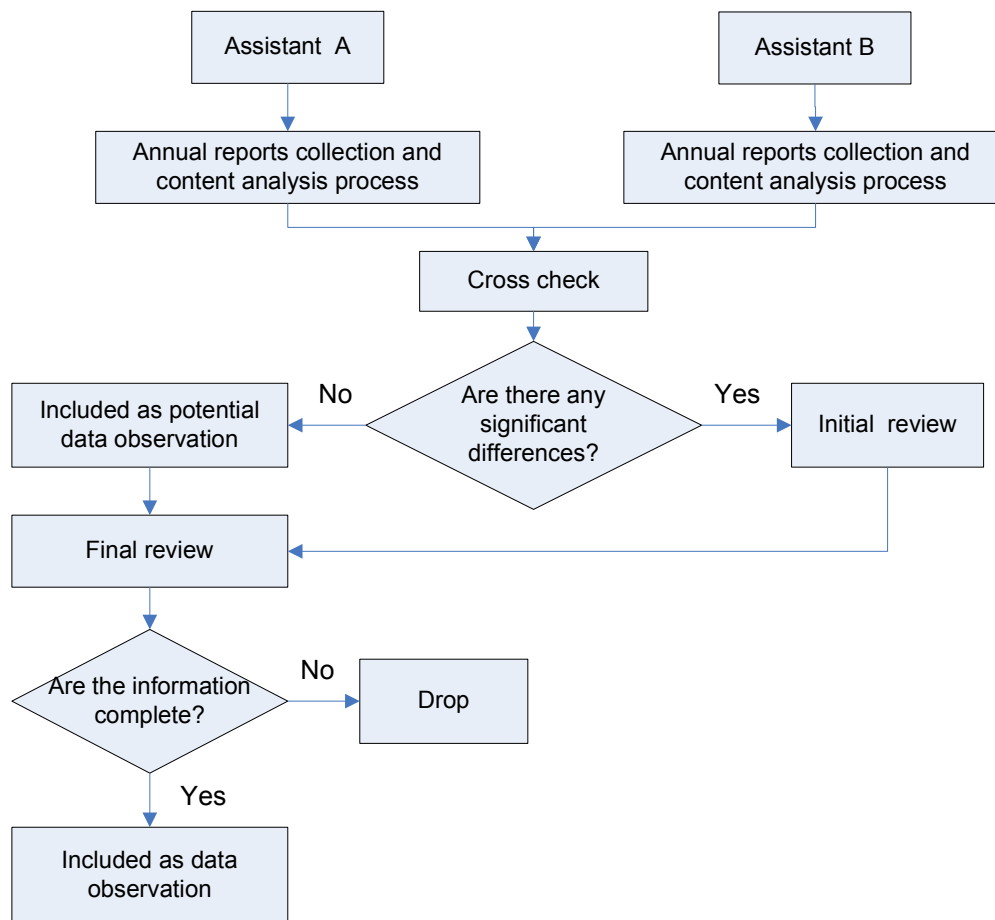 Assistant A
Assistant B
Annual reports collection and
content analysis process
Annual reports collection and
content analysis process
Cross check
Are there any
significant
differences?
No
Yes
Included as potential
data observation
Initial review
Final review
Are the information
complete?
No
Drop
Yes
Included as data
observation